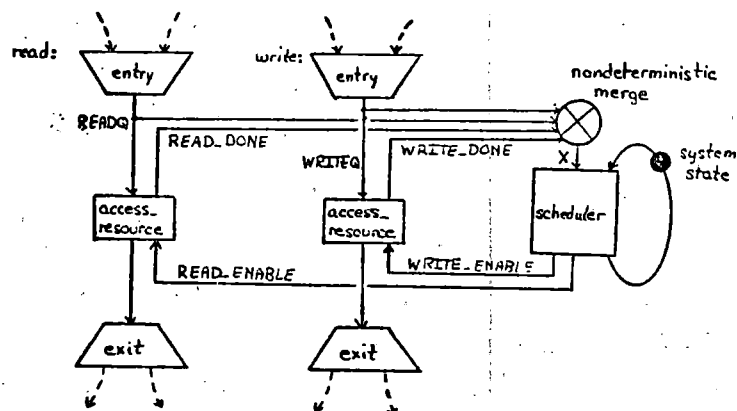 read:
entry
write:
entry
nondeterministic
merge
READQ
READ_DONE
WRITEQ
WRITE_DONE
X
system
state
access_
resource
access_
resource
scheduler
READ_ENABLE
WRITE_ENABLE
exit
exit